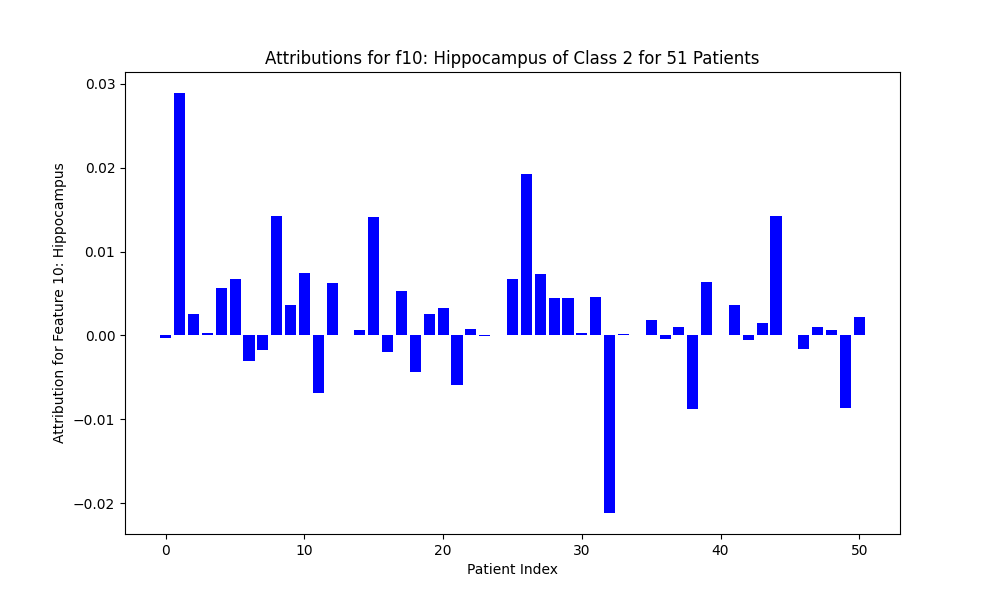 Attributions for f10: Hippocampus of Class 2 for 51 Patients
Attribution for Feature 10: Hippocampus
0.03
0.02
0.01
0.00
−0.01
−0.02
0 10 20 30 40 50
Patient Index